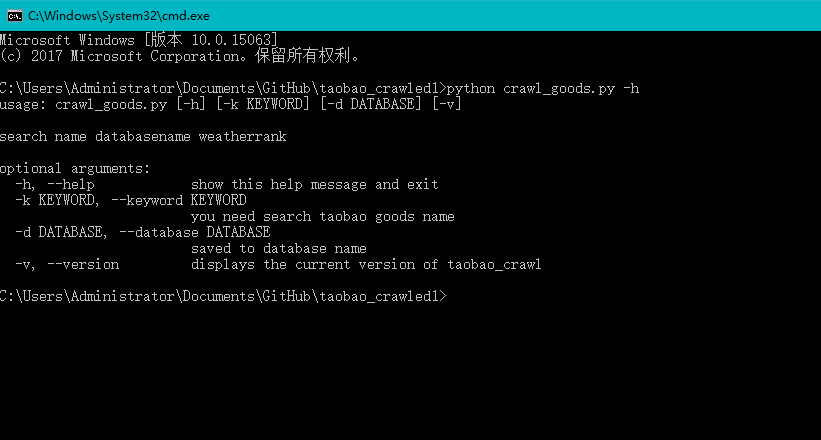 C:\Windows\System32\cmd.exe
Microsoft Windows [版本 10.0.15063]
(c) 2017 Microsoft Corporation。保留所有权利。
C:\Users\Administrator\Documents\GitHub\taobao_crawled1>python crawl_goods.py -h
usage: crawl_goods.py [-h] [-k KEYWORD] [-d DATABASE] [-v]
search name databasename weatherrank
optional arguments:
-h, --help show this help message and exit
-k KEYWORD, --keyword KEYWORD
you need search taobao goods name
-d DATABASE, --database DATABASE
saved to database name
-v, --version displays the current version of taobao_crawl
C:\Users\Administrator\Documents\GitHub\taobao_crawled1>